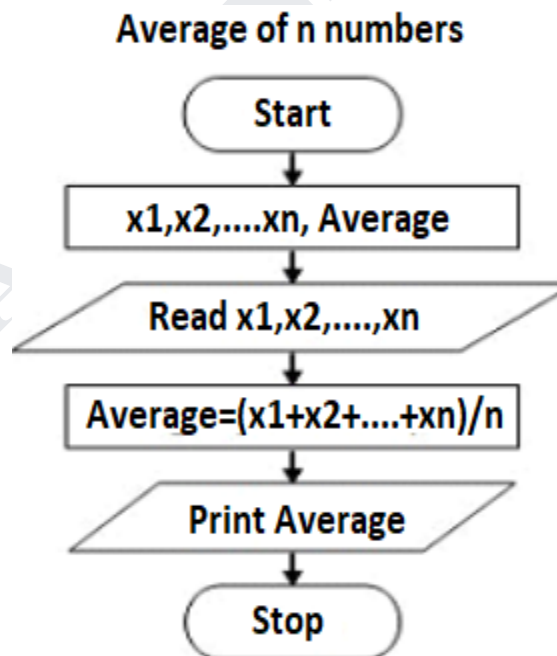 Average of n numbers
Start
x1,x2,....xn, Average
Read x1,x2,....,xn
Average=(x1+x2+....+xn)/n
Print Average
Stop